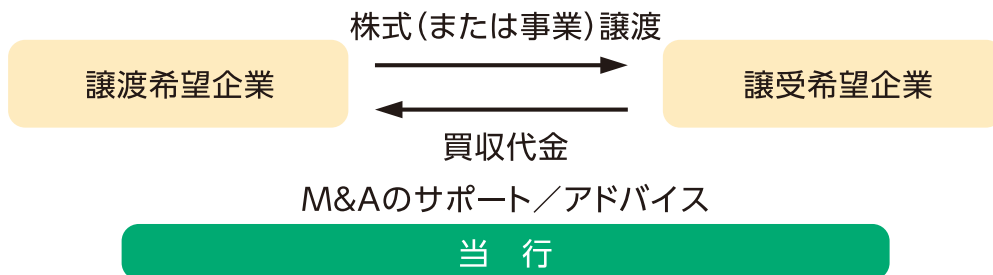 株式（または事業）譲渡
譲渡希望企業
譲受希望企業
買収代金
M&Aのサポート／アドバイス
当　行